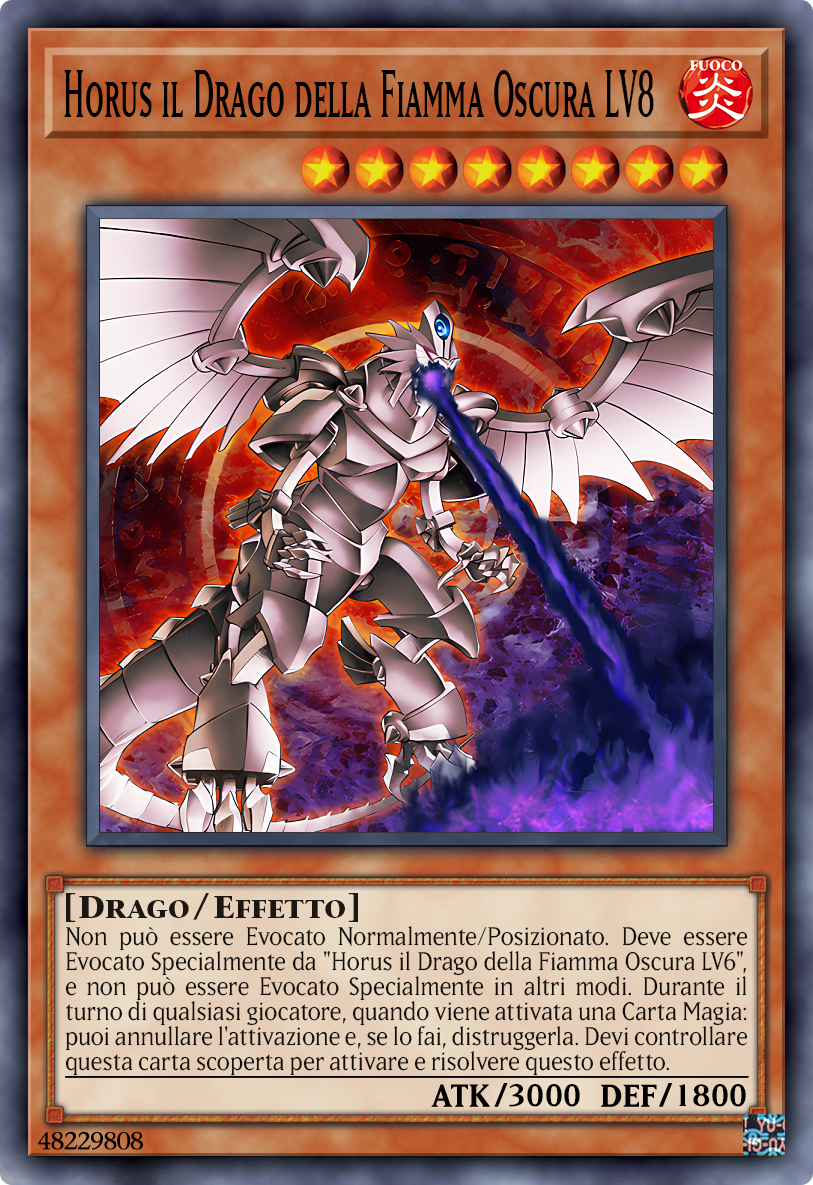 Horus il Drago della Fiamma Oscura LV8
FUOCO
炎
[Drago/Effetto]
Non può essere Evocato Normalmente/Posizionato. Deve essere
Evocato Specialmente da "Horus il Drago della Fiamma Oscura LV6",
e non può essere Evocato Specialmente in altri modi. Durante il
turno di qualsiasi giocatore, quando viene attivata una Carta Magia:
puoi annullare l'attivazione e, se lo fai, distruggerla. Devi controllare
questa carta scoperta per attivare e risolvere questo effetto.
ATK/3000 DEF/1800
48229808